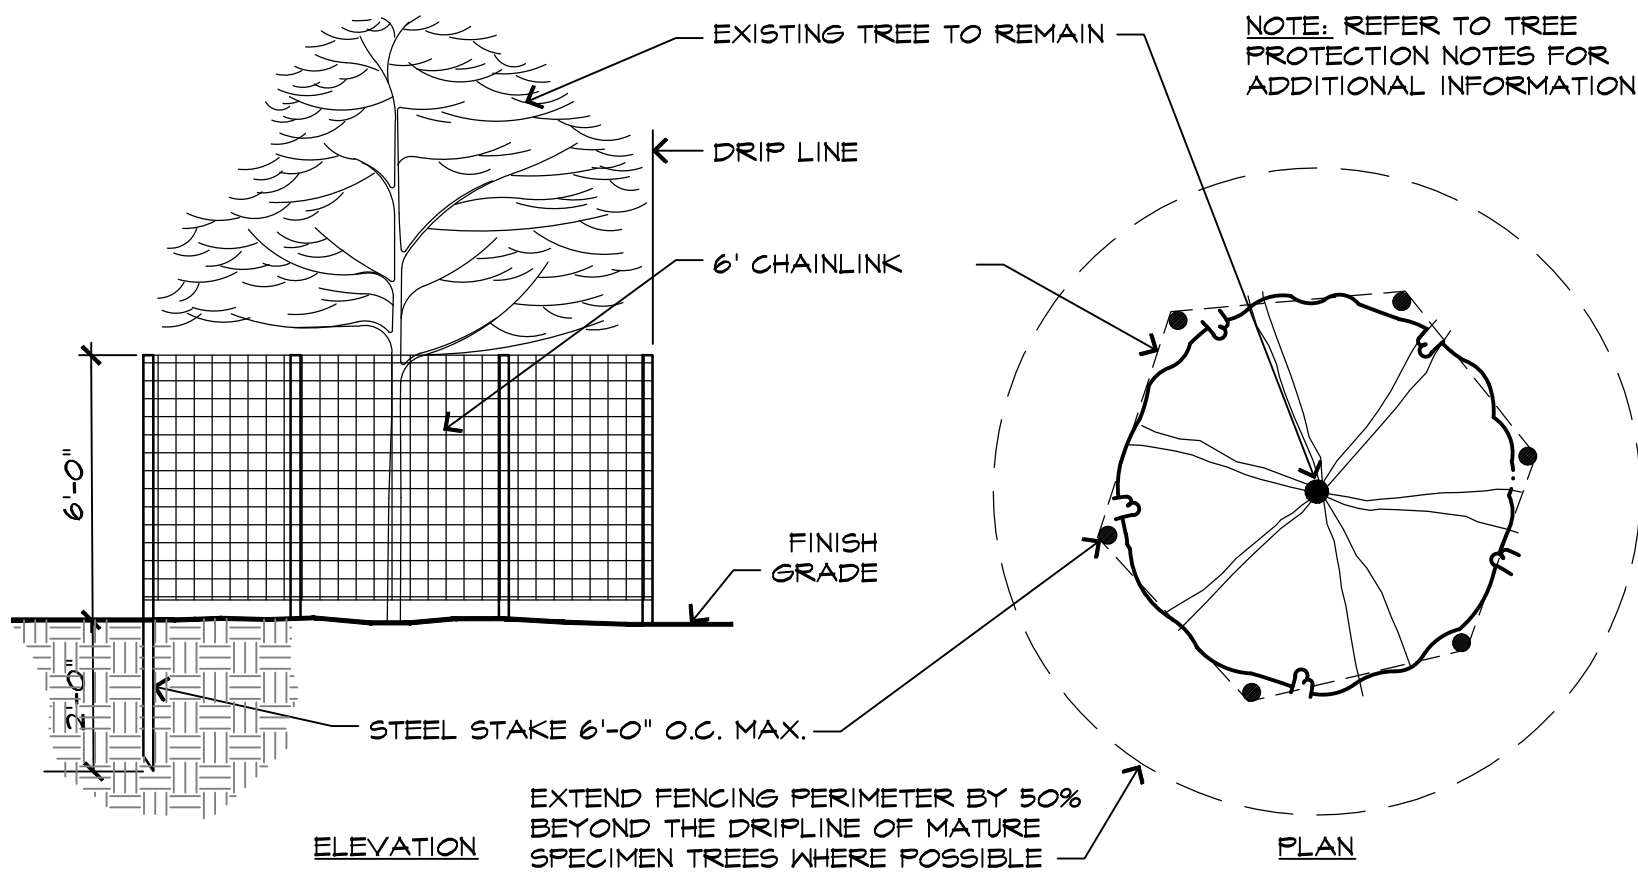 EXISTING TREE TO REMAIN
NOTE: REFER TO TREE
PROTECTION NOTES FOR
ADDITIONAL INFORMATION
DRIP LINE
6' CHAINLINK
6'-0"
FINISH
GRADE
2'-0"
STEEL STAKE 6'-0" O.C. MAX.
EXTEND FENCING PERIMETER BY 50%
BEYOND THE DRIPLINE OF MATURE
SPECIMEN TREES WHERE POSSIBLE
ELEVATION
PLAN